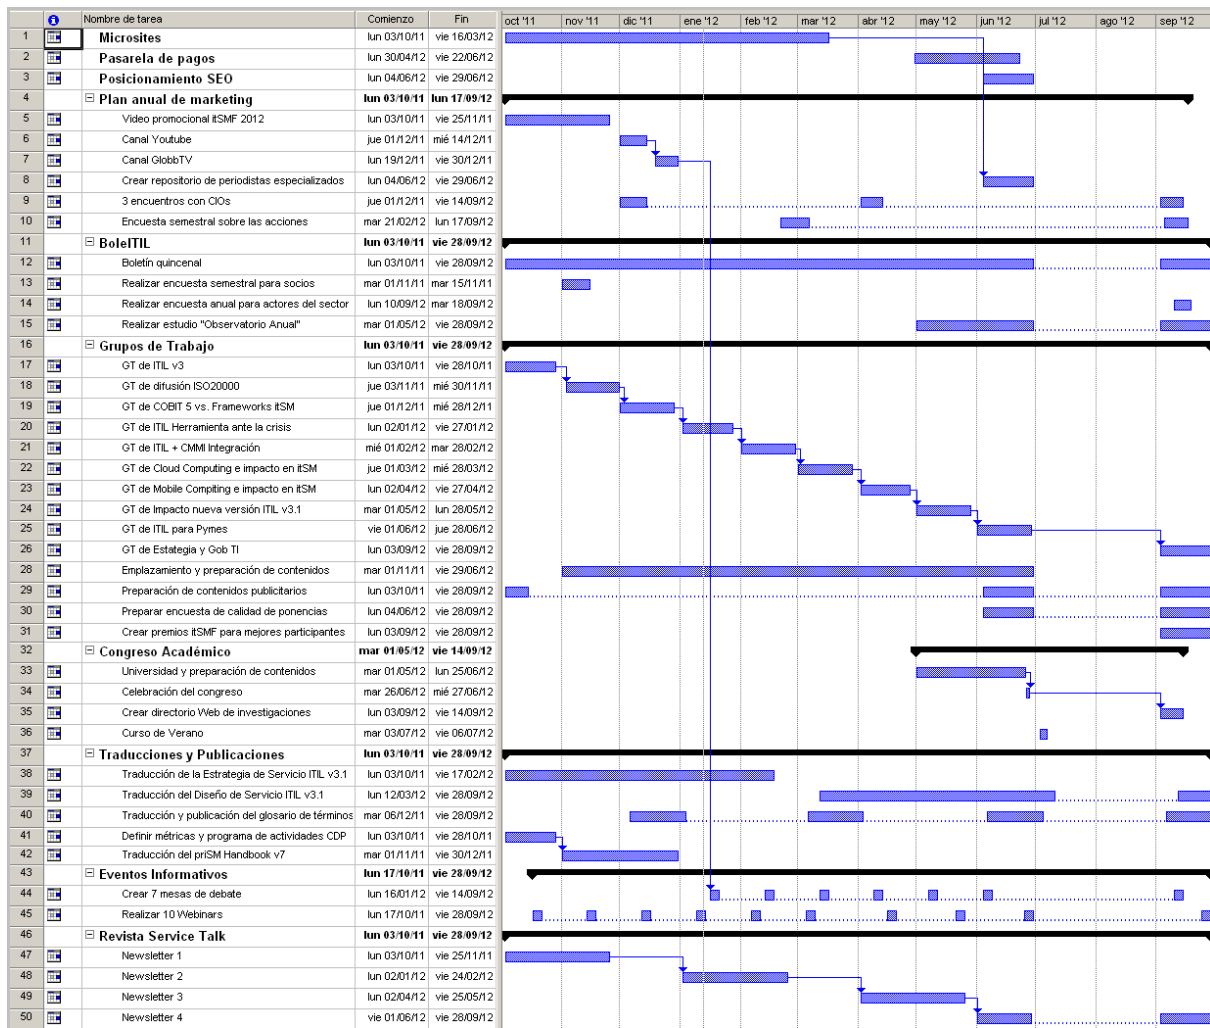 Nombre de tarea Comienzo Fin oct '11 nov '11 dic '11 ene '12 feb '12 mar '12 abr '12 may '12 jun '12 jul '12 ago '12 sep '12
1 Microsites lun 03/10/11 vie 16/03/12
2 Pasarela de pagos lun 30/04/12 vie 22/06/12
3 Posicionamiento SEO lun 04/06/12 vie 29/06/12
4 Plan anual de marketing lun 03/10/11 lun 17/09/12
5 Video promocional itSMF 2012 lun 03/10/11 vie 25/11/11
6 Canal Youtube jue 01/12/11 mié 14/12/11
7 Canal GlobbTV lun 19/12/11 vie 30/12/11
8 Crear repositorio de periodistas especializados lun 04/06/12 vie 29/06/12
9 3 encuentros con CIOs jue 01/12/11 vie 14/09/12
10 Encuesta semestral sobre las acciones mar 21/02/12 lun 17/09/12
11 BoleITIL lun 03/10/11 vie 28/09/12
12 Boletín quincenal lun 03/10/11 vie 28/09/12
13 Realizar encuesta semestral para socios mar 01/11/11 mar 15/11/11
14 Realizar encuesta anual para actores del sector lun 10/09/12 mar 18/09/12
15 Realizar estudio "Observatorio Anual" mar 01/05/12 vie 28/09/12
16 Grupos de Trabajo lun 03/10/11 vie 28/09/12
17 GT de ITIL v3 lun 03/10/11 vie 28/10/11
18 GT de difusión ISO20000 jue 03/11/11 mié 30/11/11
19 GT de COBIT 5 vs. Frameworks itSM jue 01/12/11 mié 28/12/11
20 GT de ITIL Herramienta ante la crisis lun 02/01/12 vie 27/01/12
21 GT de ITIL + CMMI Integración mié 01/02/12 mar 28/02/12
22 GT de Cloud Computing e impacto en itSM jue 01/03/12 mié 28/03/12
23 GT de Mobile Compiting e impacto en itSM lun 02/04/12 vie 27/04/12
24 GT de Impacto nueva versión ITIL v3.1 mar 01/05/12 lun 28/05/12
25 GT de ITIL para Pymes vie 01/06/12 jue 28/06/12
26 GT de Estategia y Gob TI lun 03/09/12 vie 28/09/12
28 Emplazamiento y preparación de contenidos mar 01/11/11 vie 29/06/12
29 Preparación de contenidos publicitarios lun 03/10/11 vie 28/09/12
30 Preparar encuesta de calidad de ponencias lun 04/06/12 vie 28/09/12
31 Crear premios itSMF para mejores participantes lun 03/09/12 vie 28/09/12
32 Congreso Académico mar 01/05/12 vie 14/09/12
33 Universidad y preparación de contenidos mar 01/05/12 lun 25/06/12
34 Celebración del congreso mar 26/06/12 mié 27/06/12
35 Crear directorio Web de investigaciones lun 03/09/12 vie 14/09/12
36 Curso de Verano mar 03/07/12 vie 06/07/12
37 Traducciones y Publicaciones lun 03/10/11 vie 28/09/12
38 Traducción de la Estrategia de Servicio ITIL v3.1 lun 03/10/11 vie 17/02/12
39 Traducción del Diseño de Servicio ITIL v3.1 lun 12/03/12 vie 28/09/12
40 Traducción y publicación del glosario de términos mar 06/12/11 vie 28/09/12
41 Definir métricas y programa de actividades CDP lun 03/10/11 vie 28/10/11
42 Traducción del priSM Handbook v7 mar 01/11/11 vie 30/12/11
43 Eventos Informativos lun 17/10/11 vie 28/09/12
44 Crear 7 mesas de debate lun 16/01/12 vie 14/09/12
45 Realizar 10 Webinars lun 17/10/11 vie 28/09/12
46 Revista Service Talk lun 03/10/11 vie 28/09/12
47 Newsletter 1 lun 03/10/11 vie 25/11/11
48 Newsletter 2 lun 02/01/12 vie 24/02/12
49 Newsletter 3 lun 02/04/12 vie 25/05/12
50 Newsletter 4 vie 01/06/12 vie 28/09/12